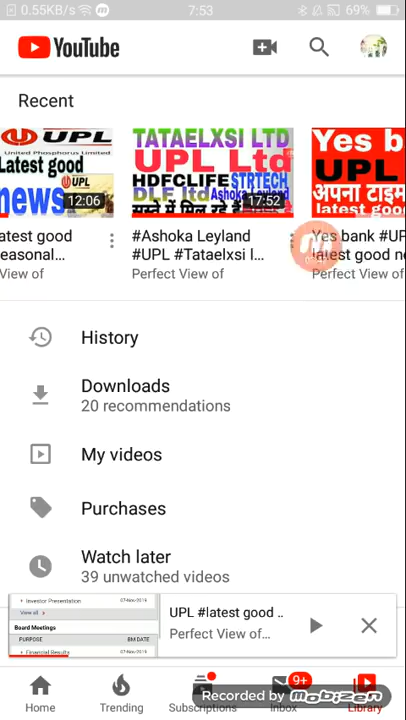 0.55KB/s
7:53
69%
YouTube
Recent
UPL
United Phosphorus Limited
Latest good
news
UPL
12:06
TATAELXSI LTD
UPL Ltd
HDFCLIFE STRTECH
DLF ltd Ashoka Leyland
सस्ते में मिल रहे
17:52
Yes b
UPL
अपना टाइम
latest good
atest good
easonal...
View of
#Ashoka Leyland
#UPL #Tataelxsi l...
Perfect View of
Yes bank #UP
latest good ne
Perfect View of
History
Downloads
20 recommendations
My videos
Purchases
Watch later
39 unwatched videos
Investor Presentation 07-Nov-2019
View all
Board Meetings
PURPOSE BM DATE
Financial Results
UPL #latest good ..
Perfect View of...
9+
Home
Trending
Subscriptions
Inbox
Library
Recorded by mobizen